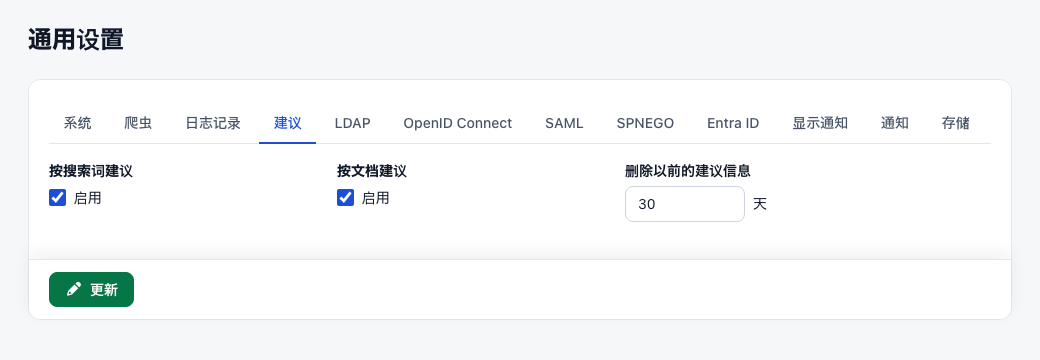 通用设置
系统 爬虫 日志记录 建议 LDAP OpenID Connect SAML SPNEGO Entra ID 显示通知 通知 存储
按搜索词建议 按文档建议 删除以前的建议信息
启用 启用 30 天
更新